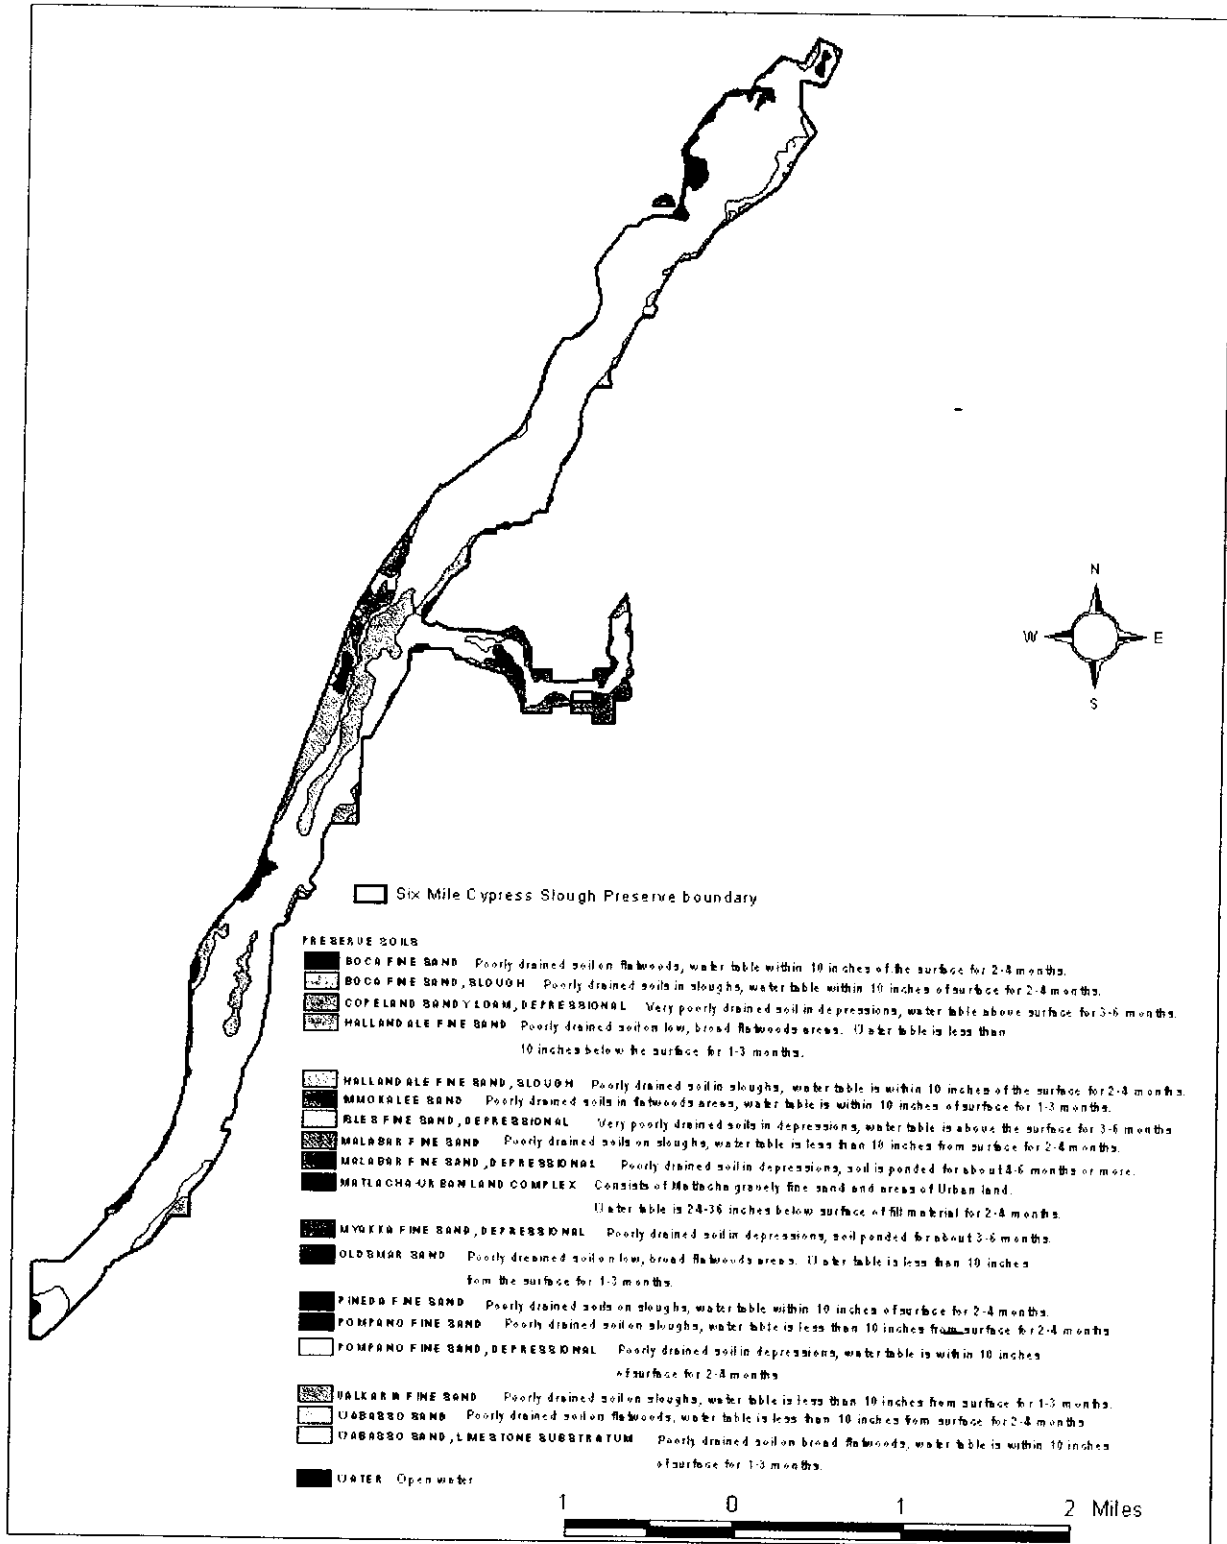 N
W E
S
Six Mile Cypress Slough Preserve boundary
PRESERVE SOILS
BOCA FINE SAND Poorly drained soil on flatwoods, water table within 10 inches of the surface for 2-4 months.
BOCA FINE SAND, SLOUGH Poorly drained soils in sloughs, water table within 10 inches of surface for 2-4 months.
COPELAND SANDY LOAM, DEPRESSIONAL Very poorly drained soil in depressions, water table above surface for 3-6 months.
HALLANDALE FINE SAND Poorly drained soil on low, broad flatwoods areas. Water table is less than
10 inches below the surface for 1-3 months.
HALLANDALE FINE SAND, SLOUGH Poorly drained soil in sloughs, water table is within 10 inches of the surface for 2-4 months.
MMOKALEE SAND Poorly drained soils in flatwoods areas, water table is within 10 inches of surface for 1-3 months.
ISLES FINE SAND, DEPRESSIONAL Very poorly drained soils in depressions, water table is above the surface for 3-6 months
MALABAR FINE SAND Poorly drained soils on sloughs, water table is less than 10 inches from surface for 2-4 months.
MALABAR FINE SAND, DEPRESSIONAL Poorly drained soil in depressions, soil is ponded for about 4-6 months or more.
MATLACHA-URBAN LAND COMPLEX Consists of Matlacha gravely fine sand and areas of Urban land.
Water table is 24-36 inches below surface of fill material for 2-4 months.
MYAKKA FINE SAND, DEPRESSIONAL Poorly drained soil in depressions, soil ponded for about 3-6 months.
OLDSMAR SAND Poorly dreained soil on low, broad flatwoods areas. Water table is less than 10 inches
from the surface for 1-3 months.
PINEDA FINE SAND Poorly drained soils on sloughs, water table within 10 inches of surface for 2-4 months.
POMPANO FINE SAND Poorly drained soil on sloughs, water table is less than 10 inches from surface for 2-4 months
POMPANO FINE SAND, DEPRESSIONAL Poorly drained soil in depressions, water table is within 10 inches
of surface for 2-4 months
VALKARIA FINE SAND Poorly drained soil on sloughs, water table is less than 10 inches from surface for 1-3 months.
WABASSO SAND Poorly drained soil on flatwoods, water table is less than 10 inches from surface for 2-4 months
WABASSO SAND, LIMESTONE SUBSTRATUM Poorly drained soil on broad flatwoods, water table is within 10 inches
of surface for 1-3 months.
WATER Open water
1 0 1 2 Miles